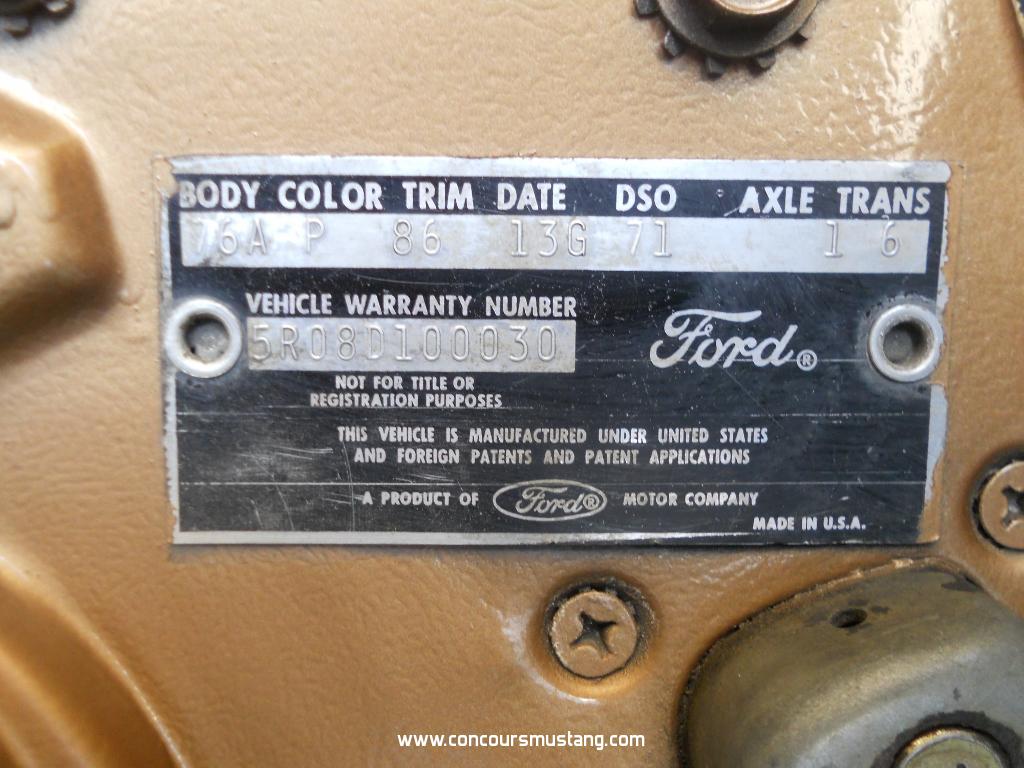 BODY COLOR TRIM DATE DSO AXLE TRANS
76A P 86 13G 71 1 6
VEHICLE WARRANTY NUMBER
5R08D100030
Ford®
NOT FOR TITLE OR
REGISTRATION PURPOSES
THIS VEHICLE IS MANUFACTURED UNDER UNITED STATES
AND FOREIGN PATENTS AND PATENT APPLICATIONS
A PRODUCT OF Ford® MOTOR COMPANY
MADE IN U.S.A.
www.concoursmustang.com